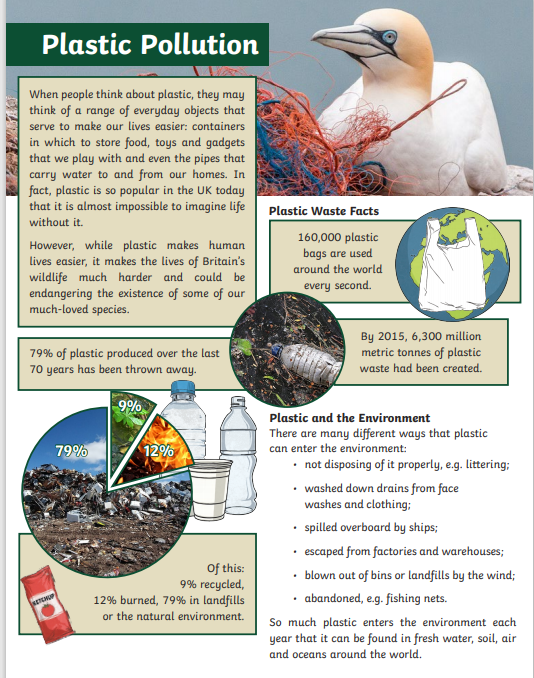 Plastic Pollution
When people think about plastic, they may
think of a range of everyday objects that
serve to make our lives easier: containers
in which to store food, toys and gadgets
that we play with and even the pipes that
carry water to and from our homes. In
fact, plastic is so popular in the UK today
that it is almost impossible to imagine life
without it.
However, while plastic makes human
lives easier, it makes the lives of Britain's
wildlife much harder and could be
endangering the existence of some of our
much-loved species.
79% of plastic produced over the last
70 years has been thrown away.
9%
79%
12%
KETCHUP
Of this:
9% recycled,
12% burned, 79% in landfills
or the natural environment.
Plastic Waste Facts
160,000 plastic
bags are used
around the world
every second.
By 2015, 6,300 million
metric tonnes of plastic
waste had been created.
Plastic and the Environment
There are many different ways that plastic
can enter the environment:
• not disposing of it properly, e.g. littering;
• washed down drains from face
washes and clothing;
• spilled overboard by ships;
• escaped from factories and warehouses;
• blown out of bins or landfills by the wind;
• abandoned, e.g. fishing nets.
So much plastic enters the environment each
year that it can be found in fresh water, soil, air
and oceans around the world.